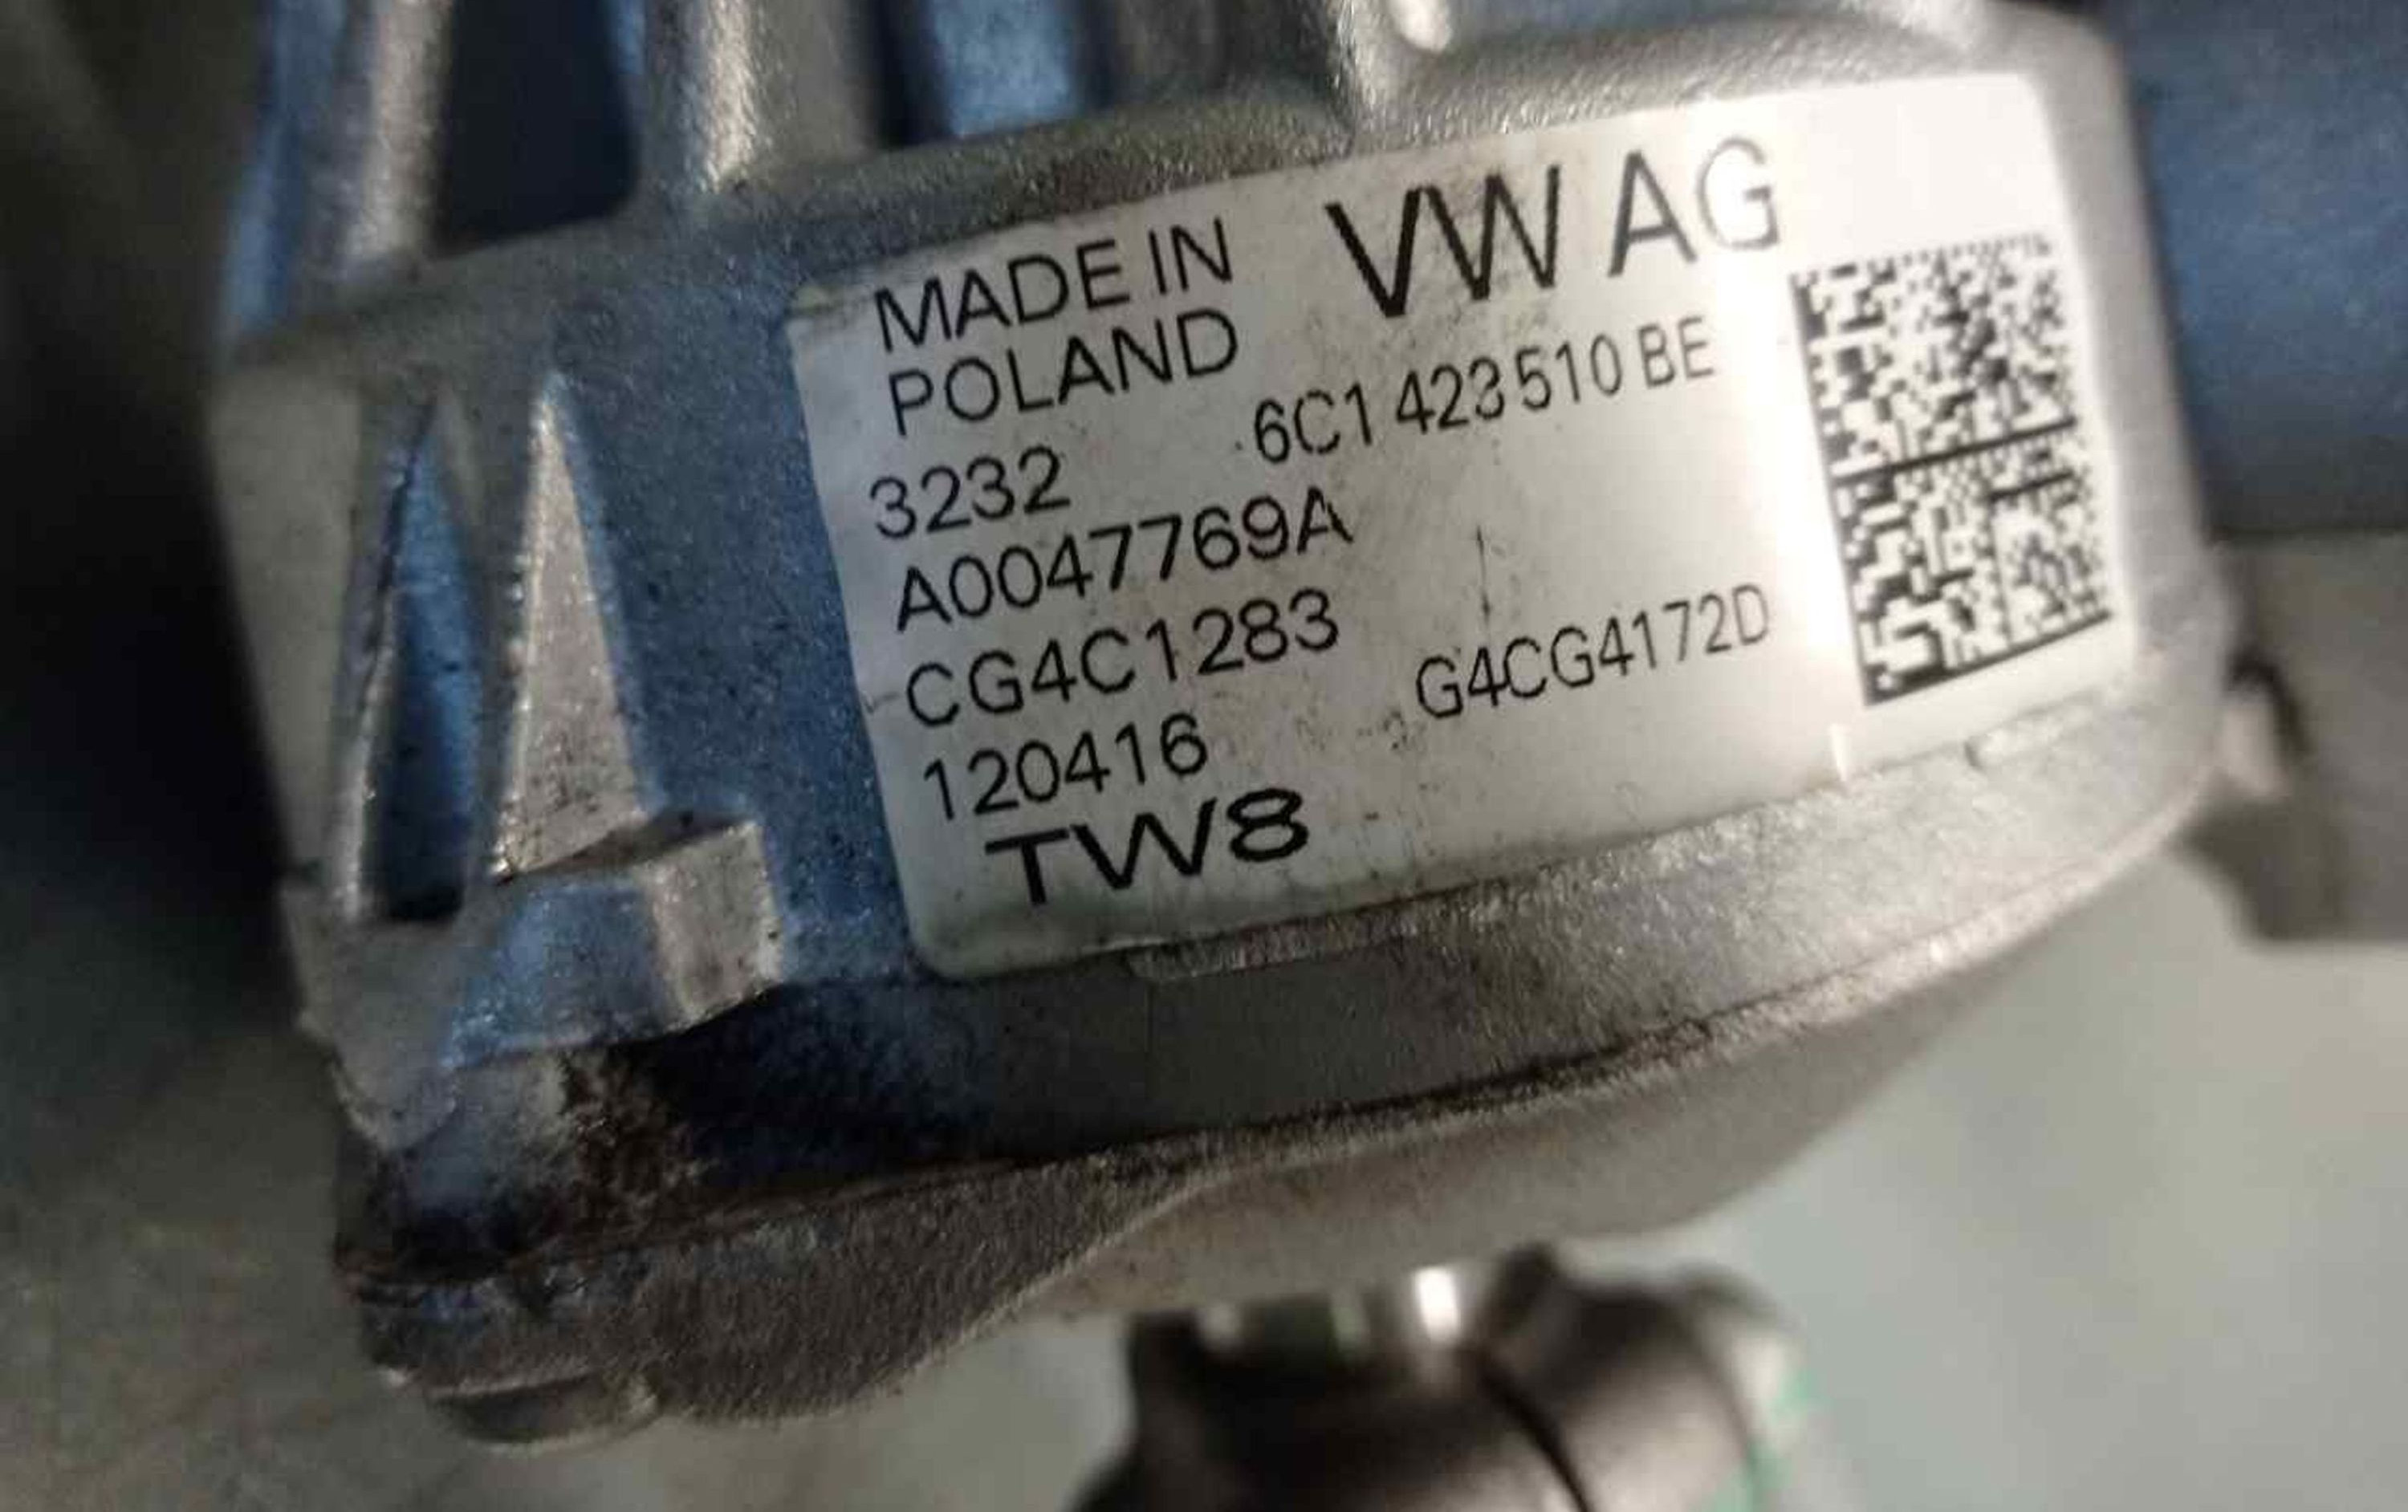 MADE IN
POLAND
VW AG
3232
6C1 423 510 BE
A0047769A
CG4C1283
120416
G4CG4172D
TW8